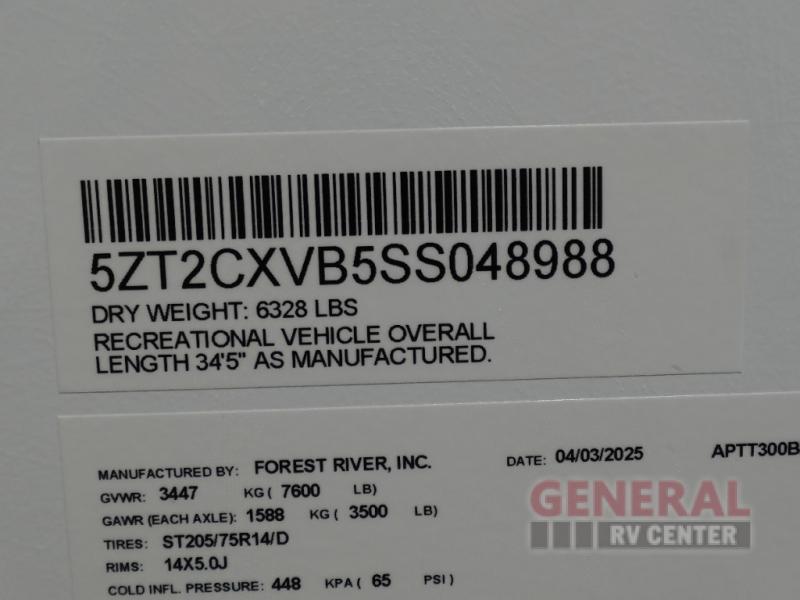 5ZT2CXVB5SS048988
DRY WEIGHT: 6328 LBS
RECREATIONAL VEHICLE OVERALL
LENGTH 34'5" AS MANUFACTURED.
MANUFACTURED BY: FOREST RIVER, INC. DATE: 04/03/2025 APTT300B
GVWR: 3447 KG ( 7600 LB)
GAWR (EACH AXLE): 1588 KG ( 3500 LB)
TIRES: ST205/75R14/D
RIMS: 14X5.0J
COLD INFL. PRESSURE: 448 KPA ( 65 PSI )
GENERAL
RV CENTER